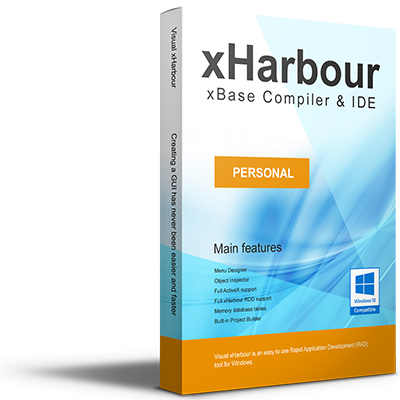 Visual xHarbour
Creating a GUI has never been easier and faster
xHarbour
xBase Compiler & IDE
PERSONAL
Main features
Menu Designer
Object Inspector
Full ActiveX support
Full xHarbour RDD support
Memory database tables
Built-in Project Builder
Windows 10
Compatible
Visual xHarbour is an easy to use Rapid Application Development (RAD)
tool for Windows.